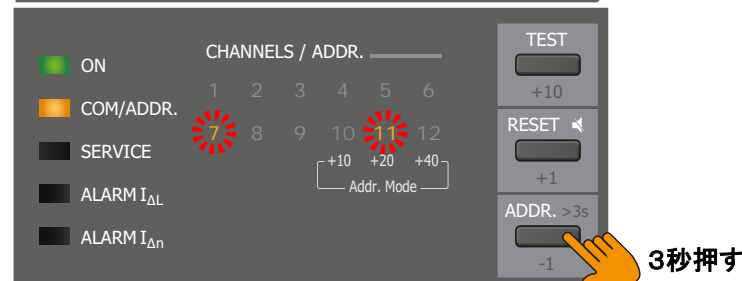 ON
COM/ADDR.
SERVICE
ALARM IΔL
ALARM IΔn
CHANNELS / ADDR.
1 2 3 4 5 6
7 8 9 10 11 12
+10 +20 +40
Addr. Mode
TEST
+10
RESET
+1
ADDR. >3s
-1
3秒押す